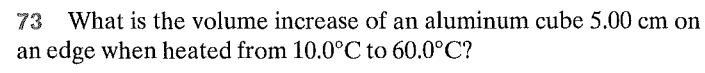 73 What is the volume increase of an aluminum cube 5.00 cm on
an edge when heated from 10.0°C to 60.0°C?